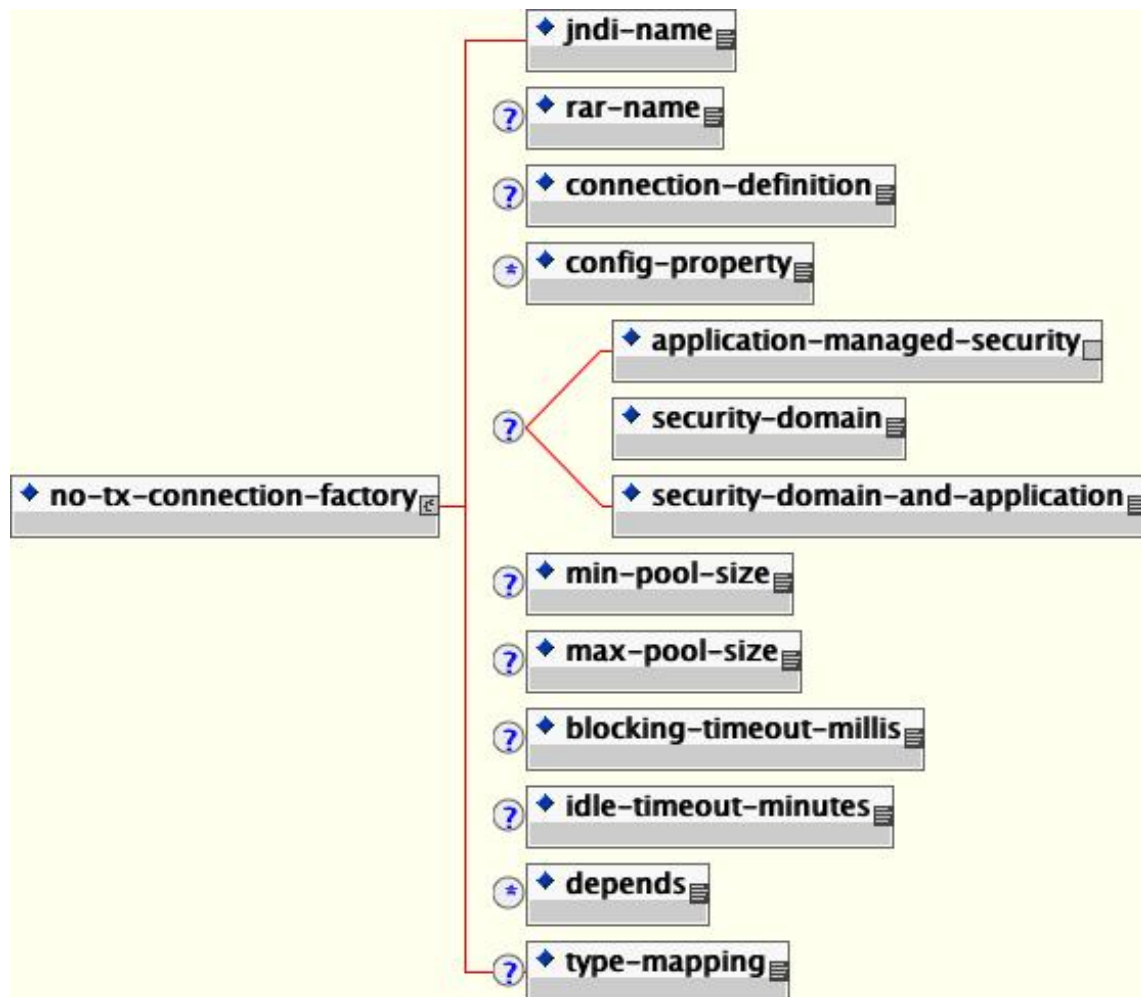 jndi-name
? rar-name
? connection-definition
* config-property
application-managed-security
? security-domain
no-tx-connection-factory
security-domain-and-application
? min-pool-size
? max-pool-size
? blocking-timeout-millis
? idle-timeout-minutes
* depends
? type-mapping